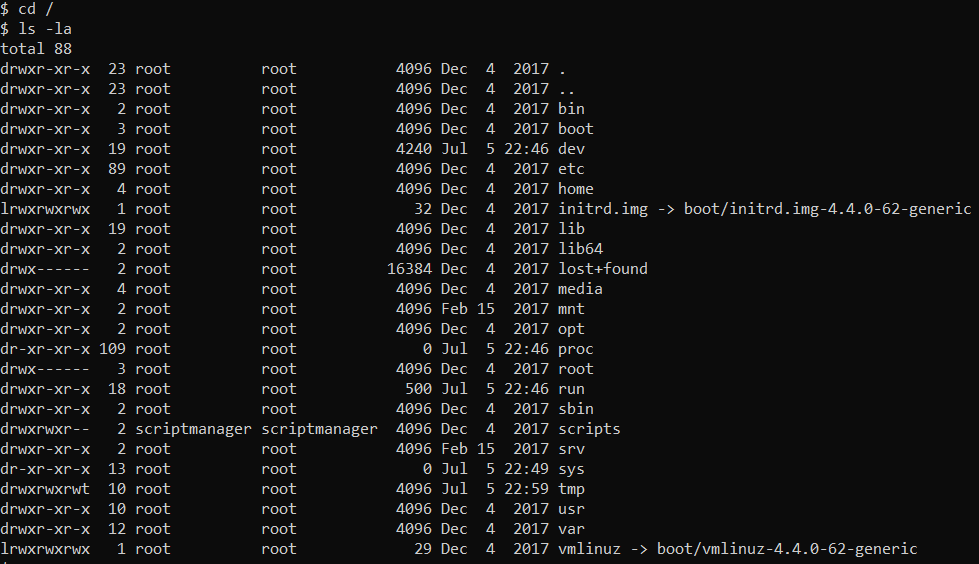 $ cd /
$ ls -la
total 88
drwxr-xr-x  23 root          root           4096 Dec  4  2017 .
drwxr-xr-x  23 root          root           4096 Dec  4  2017 ..
drwxr-xr-x   2 root          root           4096 Dec  4  2017 bin
drwxr-xr-x   3 root          root           4096 Dec  4  2017 boot
drwxr-xr-x  19 root          root           4240 Jul  5 22:46 dev
drwxr-xr-x  89 root          root           4096 Dec  4  2017 etc
drwxr-xr-x   4 root          root           4096 Dec  4  2017 home
lrwxrwxrwx   1 root          root             32 Dec  4  2017 initrd.img -> boot/initrd.img-4.4.0-62-generic
drwxr-xr-x  19 root          root           4096 Dec  4  2017 lib
drwxr-xr-x   2 root          root           4096 Dec  4  2017 lib64
drwx------   2 root          root          16384 Dec  4  2017 lost+found
drwxr-xr-x   4 root          root           4096 Dec  4  2017 media
drwxr-xr-x   2 root          root           4096 Feb 15  2017 mnt
drwxr-xr-x   2 root          root           4096 Dec  4  2017 opt
dr-xr-xr-x 109 root          root              0 Jul  5 22:46 proc
drwx------   3 root          root           4096 Dec  4  2017 root
drwxr-xr-x  18 root          root            500 Jul  5 22:46 run
drwxr-xr-x   2 root          root           4096 Dec  4  2017 sbin
drwxrwxr--   2 scriptmanager scriptmanager  4096 Dec  4  2017 scripts
drwxr-xr-x   2 root          root           4096 Feb 15  2017 srv
dr-xr-xr-x  13 root          root              0 Jul  5 22:49 sys
drwxrwxrwt  10 root          root           4096 Jul  5 22:59 tmp
drwxr-xr-x  10 root          root           4096 Dec  4  2017 usr
drwxr-xr-x  12 root          root           4096 Dec  4  2017 var
lrwxrwxrwx   1 root          root             29 Dec  4  2017 vmlinuz -> boot/vmlinuz-4.4.0-62-generic